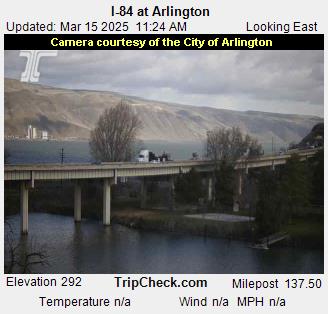 I-84 at Arlington
Updated: Mar 15 2025 11:24 AM Looking East
Camera courtesy of the City of Arlington
Elevation 292 TripCheck.com Milepost 137.50
Temperature n/a Wind n/a MPH n/a